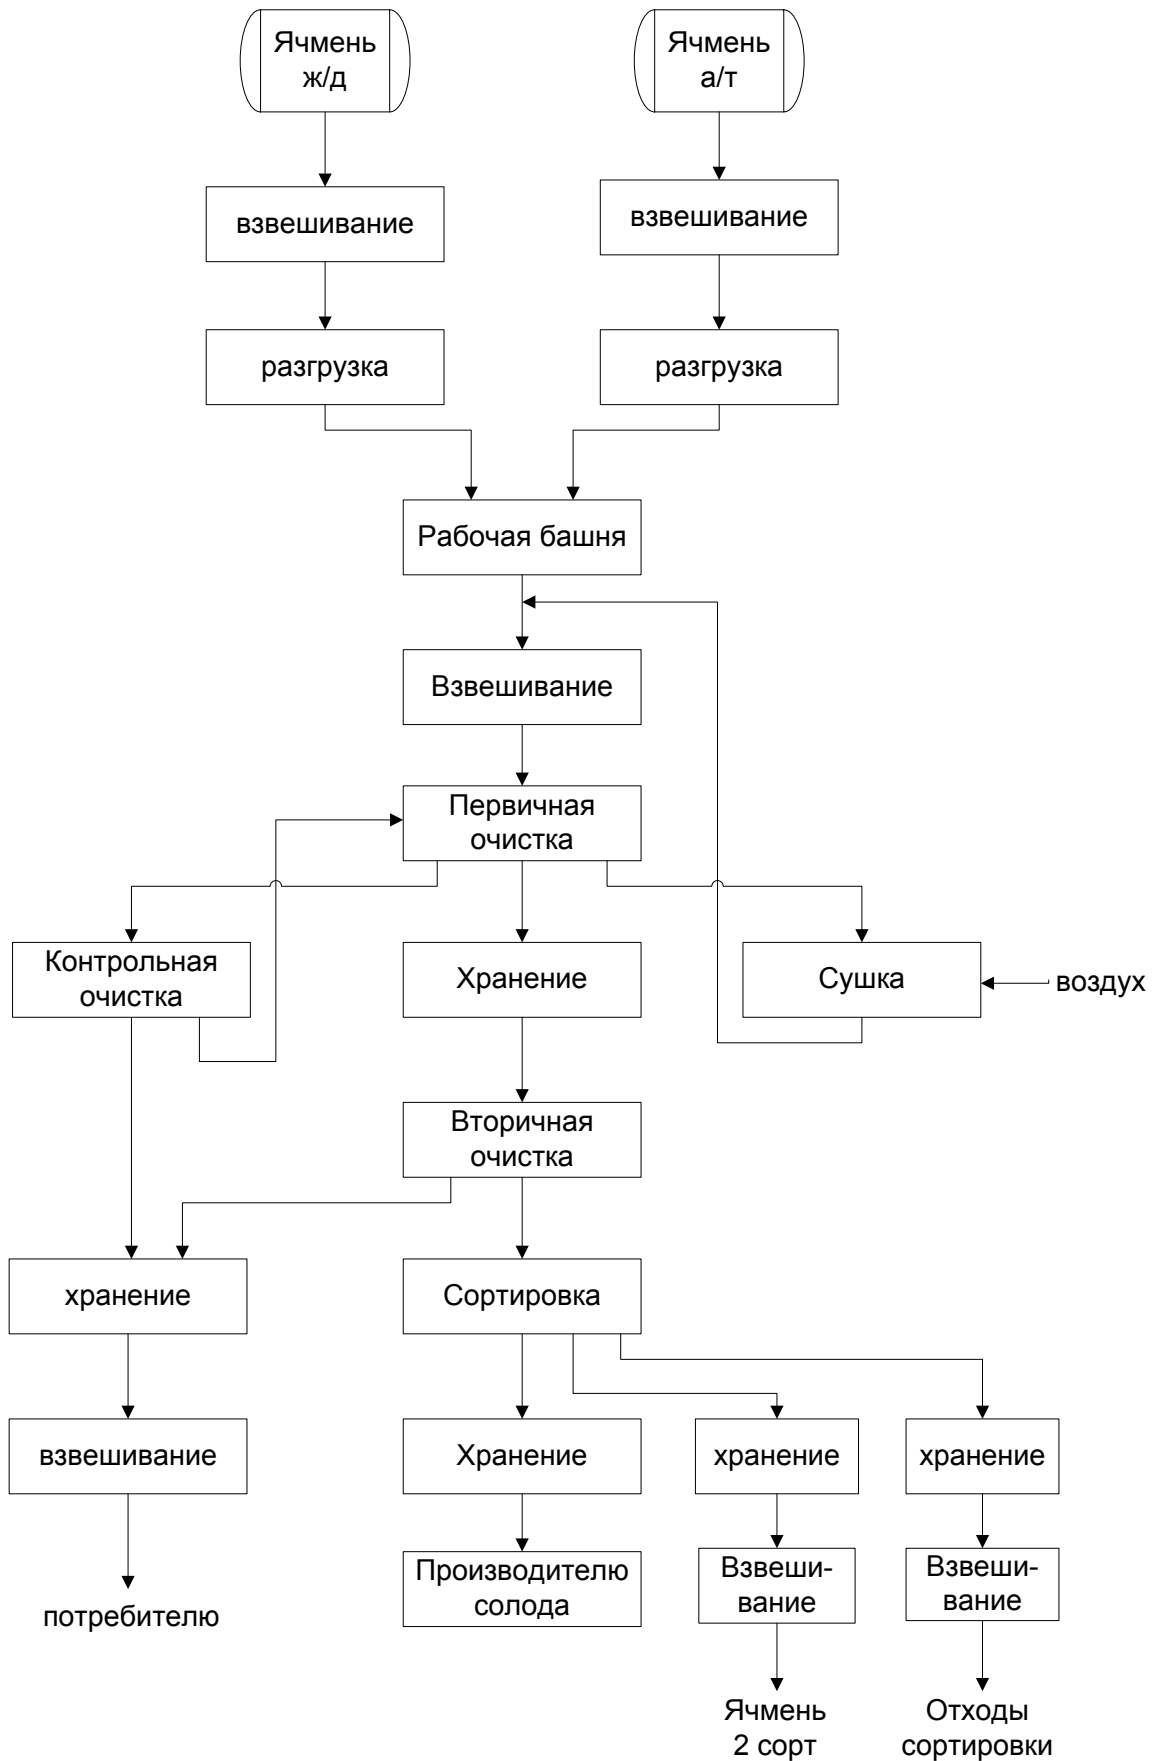 Ячмень
ж/д
Ячмень
а/т
взвешивание
взвешивание
разгрузка
разгрузка
Рабочая башня
Взвешивание
Первичная
очистка
Контрольная
очистка
Хранение
Сушка
воздух
Вторичная
очистка
хранение
Сортировка
взвешивание
Хранение
хранение
хранение
потребителю
Производителю
солода
Взвеши-
вание
Взвеши-
вание
Ячмень
2 сорт
Отходы
сортировки